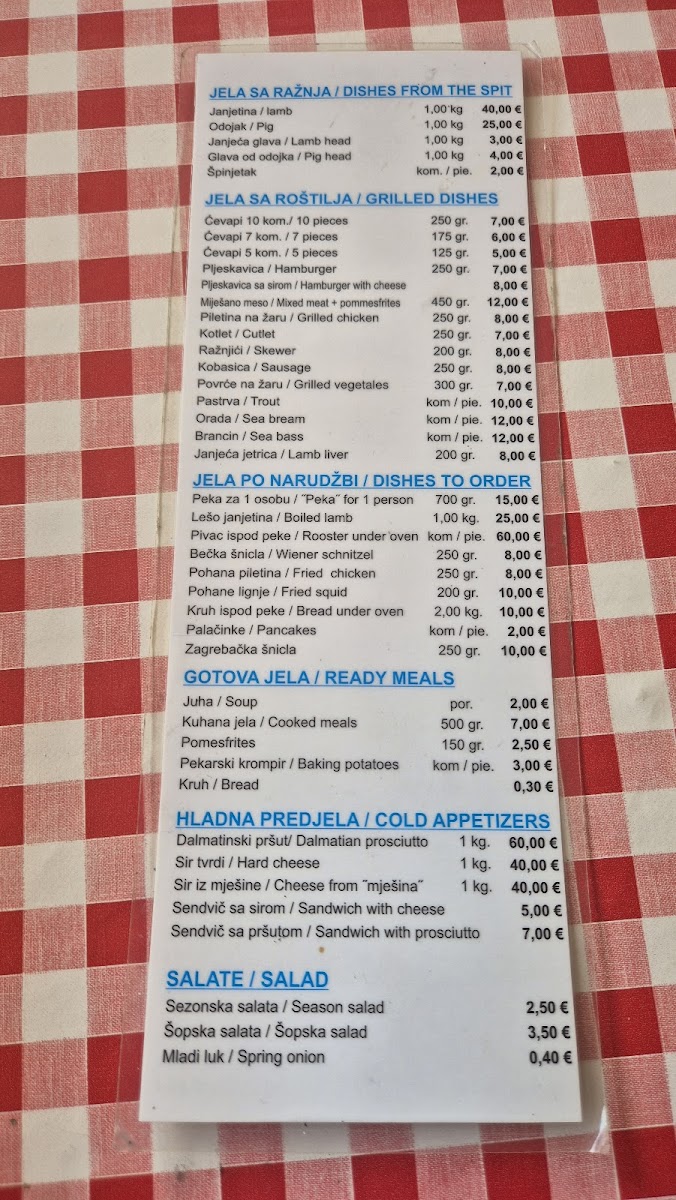 JELA SA RAŽNJA / DISHES FROM THE SPIT
Janjetina / lamb 1,00 kg 40,00 €
Odojak / Pig 1,00 kg 25,00 €
Janjeća glava / Lamb head 1,00 kg 3,00 €
Glava od odojka / Pig head 1,00 kg 4,00 €
Špinjetak kom. / pie. 2,00 €
JELA SA ROŠTILJA / GRILLED DISHES
Ćevapi 10 kom./ 10 pieces 250 gr. 7,00 €
Ćevapi 7 kom. / 7 pieces 175 gr. 6,00 €
Ćevapi 5 kom. / 5 pieces 125 gr. 5,00 €
Pljeskavica / Hamburger 250 gr. 7,00 €
Pljeskavica sa sirom / Hamburger with cheese 8,00 €
Miješano meso / Mixed meat + pommesfrites 450 gr. 12,00 €
Piletina na žaru / Grilled chicken 250 gr. 8,00 €
Kotlet / Cutlet 250 gr. 7,00 €
Ražnjići / Skewer 200 gr. 8,00 €
Kobasica / Sausage 250 gr. 8,00 €
Povrće na žaru / Grilled vegetales 300 gr. 7,00 €
Pastrva / Trout kom / pie. 10,00 €
Orada / Sea bream kom / pie. 12,00 €
Brancin / Sea bass kom / pie. 12,00 €
Janjeća jetrica / Lamb liver 200 gr. 8,00 €
JELA PO NARUDŽBI / DISHES TO ORDER
Peka za 1 osobu / ˝Peka˝ for 1 person 700 gr. 15,00 €
Lešo janjetina / Boiled lamb 1,00 kg. 25,00 €
Pivac ispod peke / Rooster under oven kom / pie. 60,00 €
Bečka šnicla / Wiener schnitzel 250 gr. 8,00 €
Pohana piletina / Fried chicken 250 gr. 8,00 €
Pohane lignje / Fried squid 200 gr. 10,00 €
Kruh ispod peke / Bread under oven 2,00 kg. 10,00 €
Palačinke / Pancakes kom / pie. 2,00 €
Zagrebačka šnicla 250 gr. 10,00 €
GOTOVA JELA / READY MEALS
Juha / Soup por. 2,00 €
Kuhana jela / Cooked meals 500 gr. 7,00 €
Pomesfrites 150 gr. 2,50 €
Pekarski krompir / Baking potatoes kom / pie. 3,00 €
Kruh / Bread 0,30 €
HLADNA PREDJELA / COLD APPETIZERS
Dalmatinski pršut/ Dalmatian prosciutto 1 kg. 60,00 €
Sir tvrdi / Hard cheese 1 kg. 40,00 €
Sir iz mješine / Cheese from ˝mješina˝ 1 kg. 40,00 €
Sendvič sa sirom / Sandwich with cheese 5,00 €
Sendvič sa pršutom / Sandwich with prosciutto 7,00 €
SALATE / SALAD
Sezonska salata / Season salad 2,50 €
Šopska salata / Šopska salad 3,50 €
Mladi luk / Spring onion 0,40 €